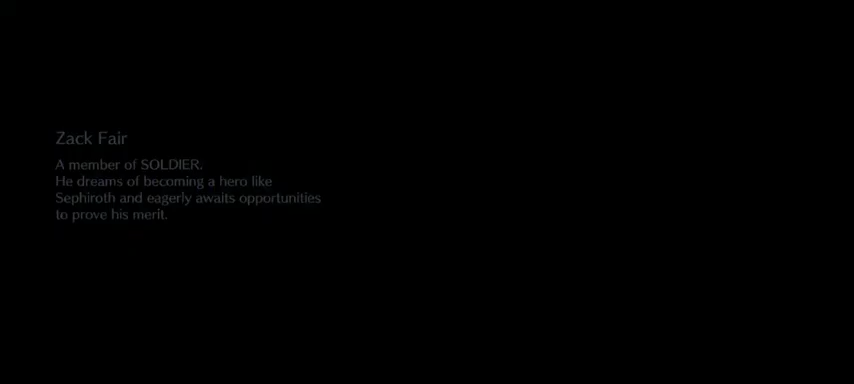 Zack Fair
A member of SOLDIER.
He dreams of becoming a hero like
Sephiroth and eagerly awaits opportunities
to prove his merit.